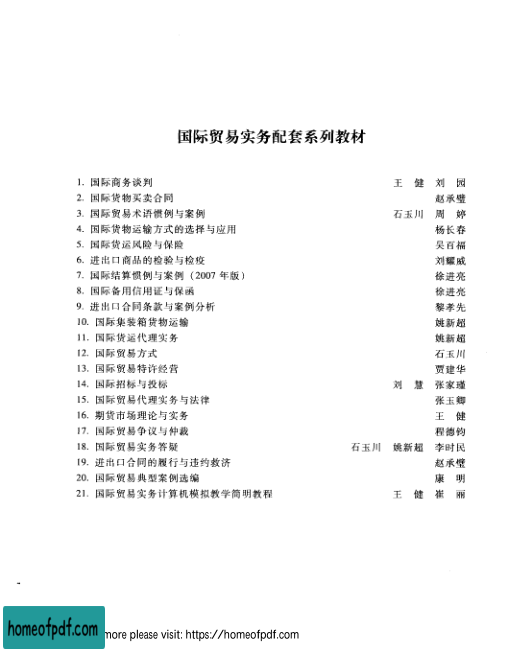 国际贸易实务配套系列教材
1. 国际商务谈判 王 健 刘 园
2. 国际货物买卖合同 赵承璧
3. 国际贸易术语惯例与案例 石玉川 周 婷
4. 国际货物运输方式的选择与应用 杨长春
5. 国际货运风险与保险 吴百福
6. 进出口商品的检验与检疫 刘耀威
7. 国际结算惯例与案例（2007 年版） 徐进亮
8. 国际备用信用证与保函 徐进亮
9. 进出口合同条款与案例分析 黎孝先
10. 国际集装箱货物运输 姚新超
11. 国际货运代理实务 姚新超
12. 国际贸易方式 石玉川
13. 国际贸易特许经营 贾建华
14. 国际招标与投标 刘 慧 张家瑾
15. 国际贸易代理实务与法律 张玉卿
16. 期货市场理论与实务 王 健
17. 国际贸易争议与仲裁 程德钧
18. 国际贸易实务答疑 石玉川 姚新超 李时民
19. 进出口合同的履行与违约救济 赵承璧
20. 国际贸易典型案例选编 康 明
21. 国际贸易实务计算机模拟教学简明教程 王 健 崔 丽
homeofpdf.com more please visit: https://homeofpdf.com